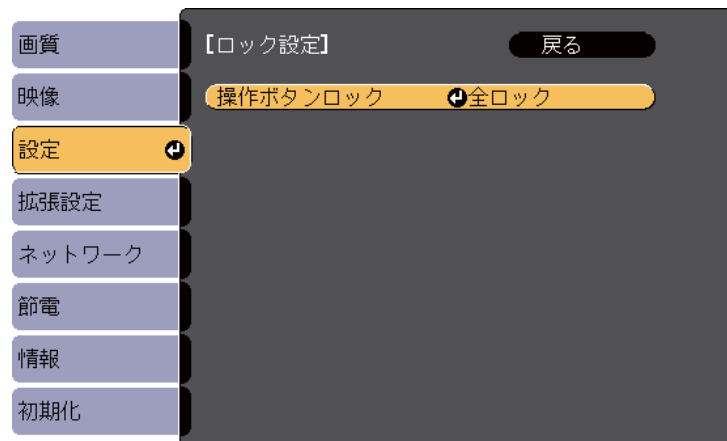 画質
映像
設定
拡張設定
ネットワーク
節電
情報
初期化
【ロック設定】
戻る
操作ボタンロック 全ロック